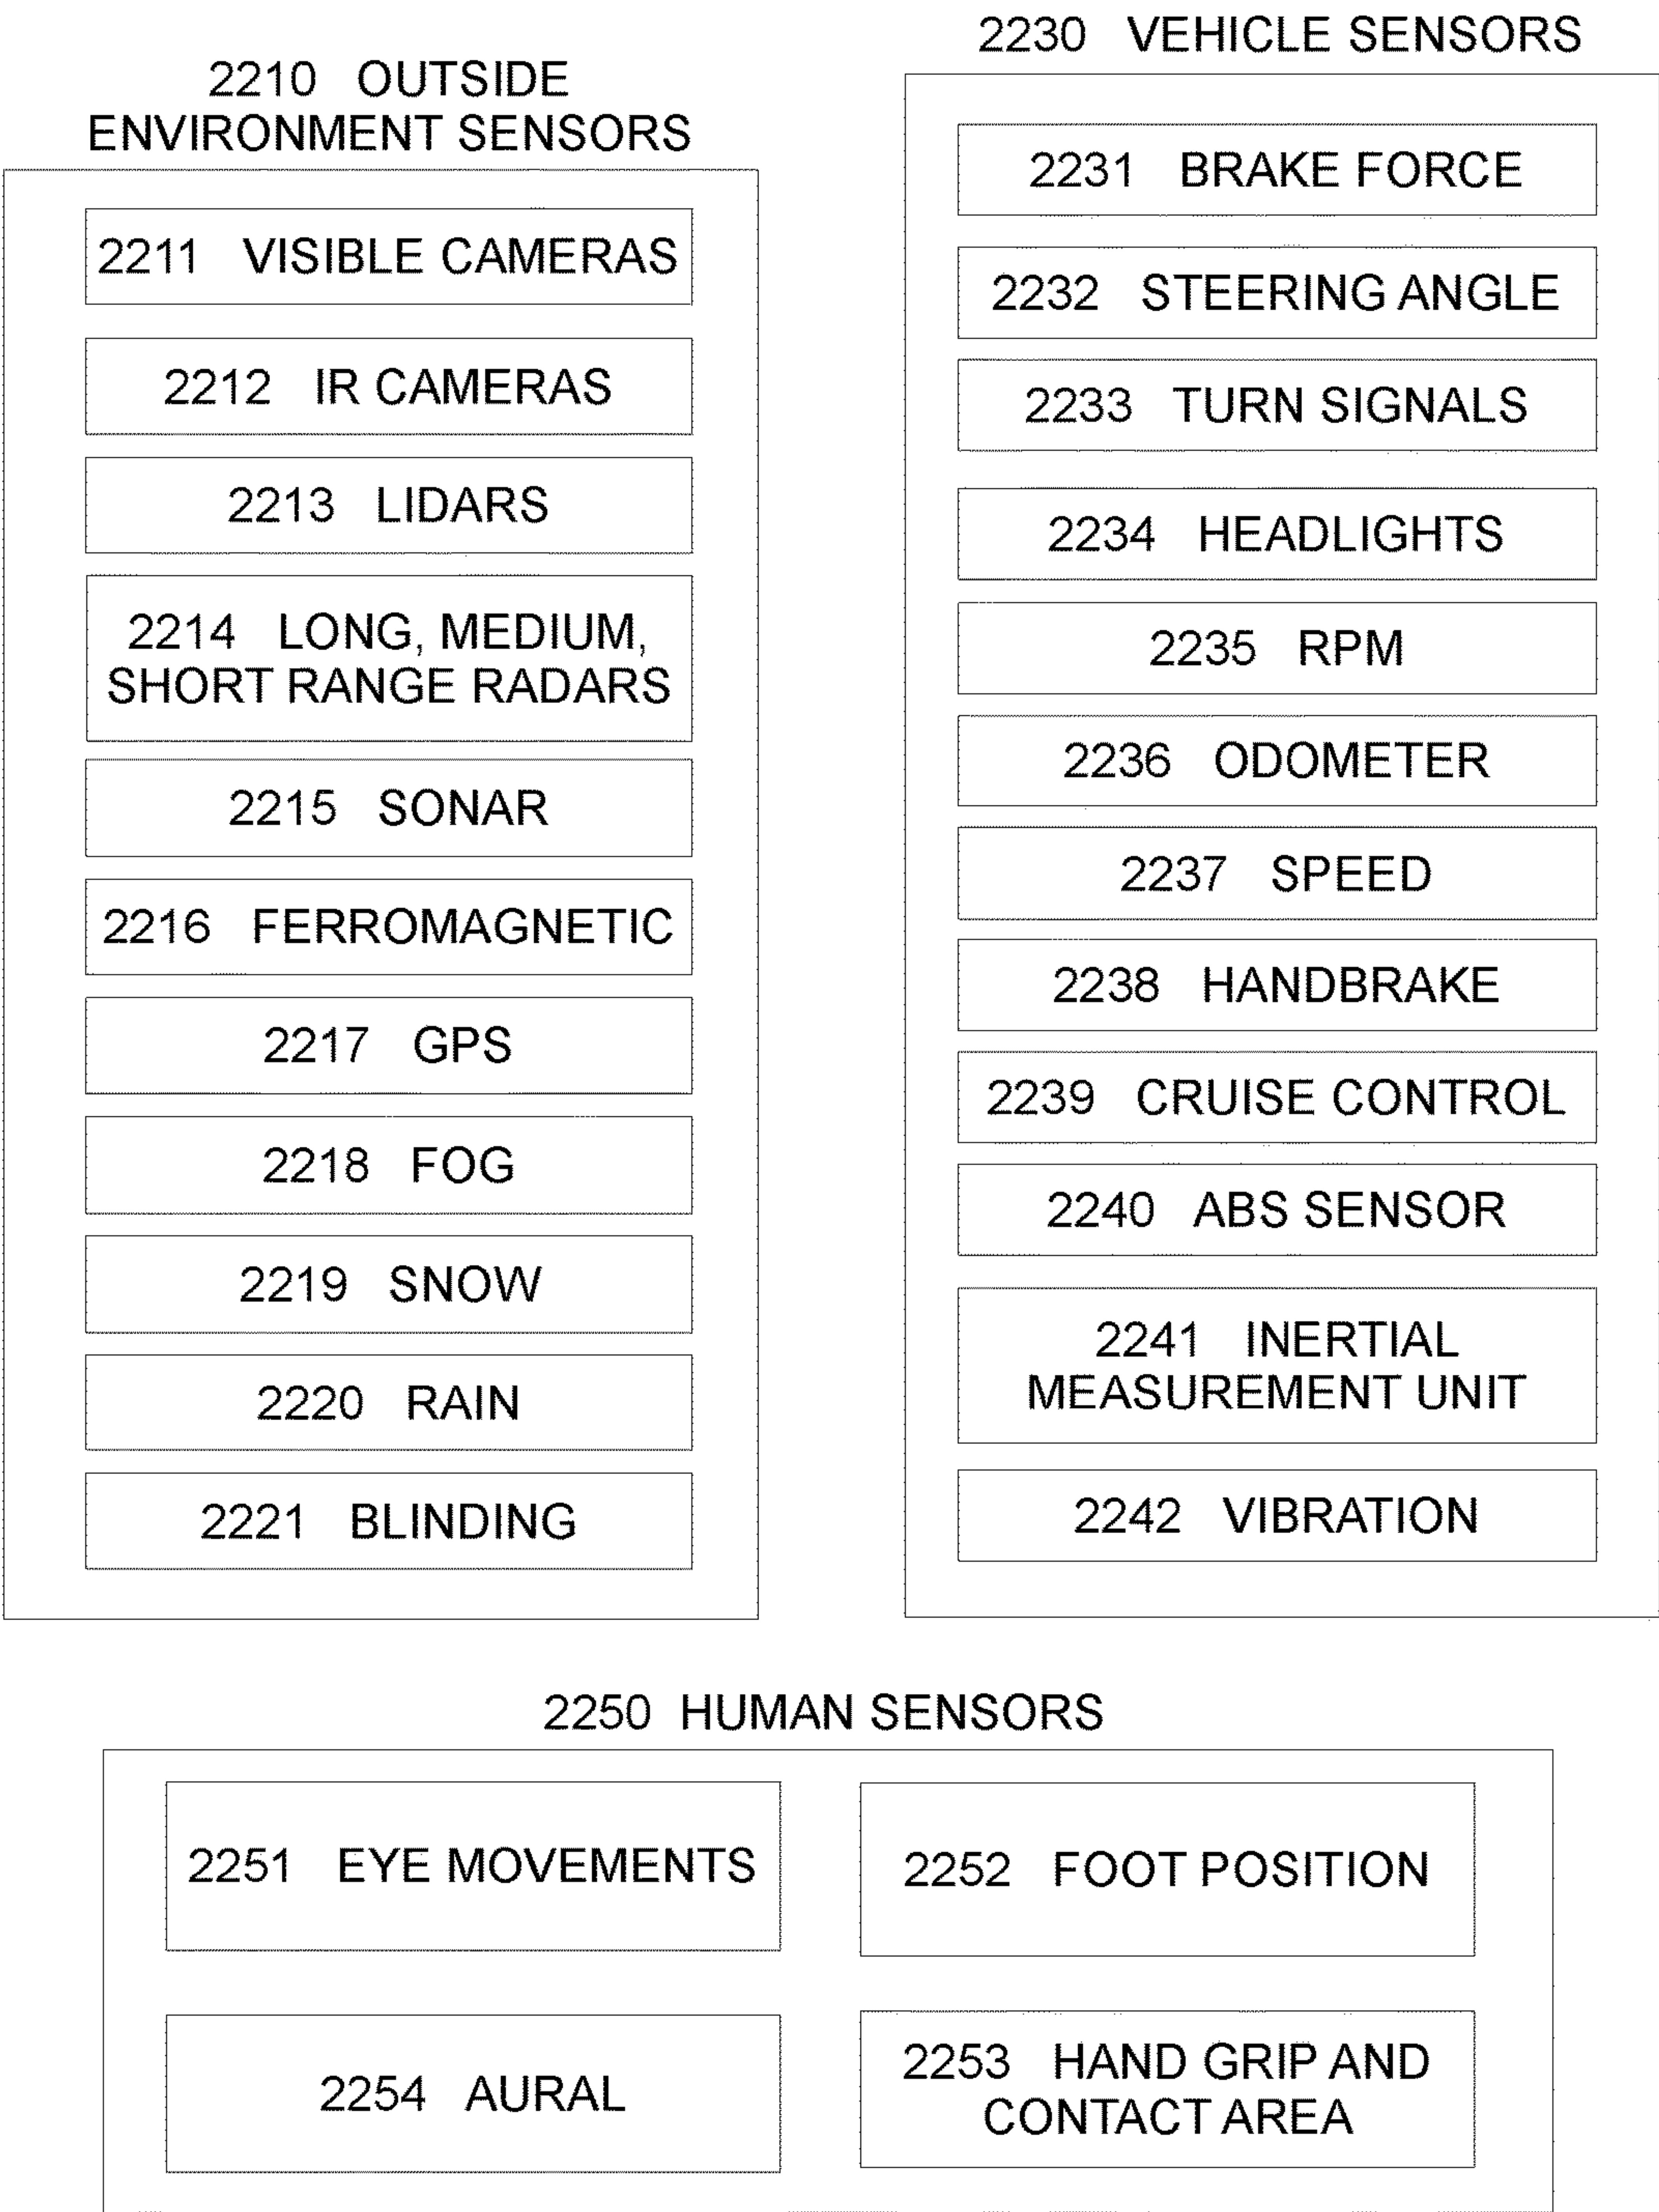 2210 OUTSIDE
ENVIRONMENT SENSORS
2211 VISIBLE CAMERAS
2212 IR CAMERAS
2213 LIDARS
2214 LONG, MEDIUM,
SHORT RANGE RADARS
2215 SONAR
2216 FERROMAGNETIC
2217 GPS
2218 FOG
2219 SNOW
2220 RAIN
2221 BLINDING
2230 VEHICLE SENSORS
2231 BRAKE FORCE
2232 STEERING ANGLE
2233 TURN SIGNALS
2234 HEADLIGHTS
2235 RPM
2236 ODOMETER
2237 SPEED
2238 HANDBRAKE
2239 CRUISE CONTROL
2240 ABS SENSOR
2241 INERTIAL
MEASUREMENT UNIT
2242 VIBRATION
2250 HUMAN SENSORS
2251 EYE MOVEMENTS
2252 FOOT POSITION
2254 AURAL
2253 HAND GRIP AND
CONTACT AREA